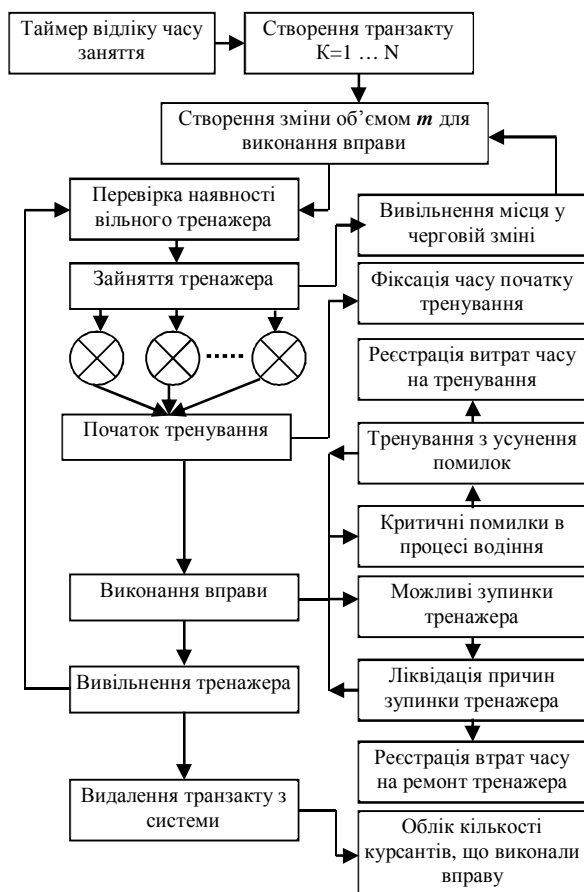 Таймер відліку часу
заняття
Створення транзакту
К=1 … N
Створення зміни об’ємом m для
виконання вправи
Перевірка наявності
вільного тренажера
Вивільнення місця у
черговій зміні
Зайняття тренажера
Фіксація часу початку
тренування
Реєстрація витрат часу
на тренування
Початок тренування
Тренування з усунення
помилок
Критичні помилки в
процесі водіння
Виконання вправи
Можливі зупинки
тренажера
Вивільнення тренажера
Ліквідація причин
зупинки тренажера
Реєстрація втрат часу
на ремонт тренажера
Видалення транзакту з
системи
Облік кількості
курсантів, що виконали
вправу